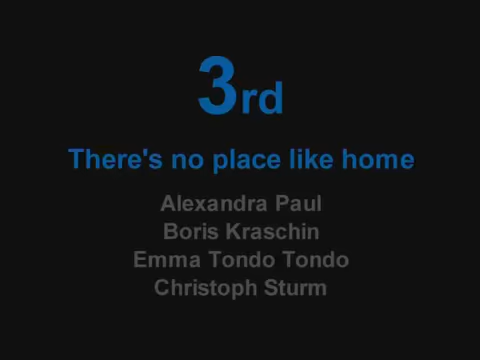 3rd
There's no place like home
Alexandra Paul
Boris Kraschin
Emma Tondo Tondo
Christoph Sturm